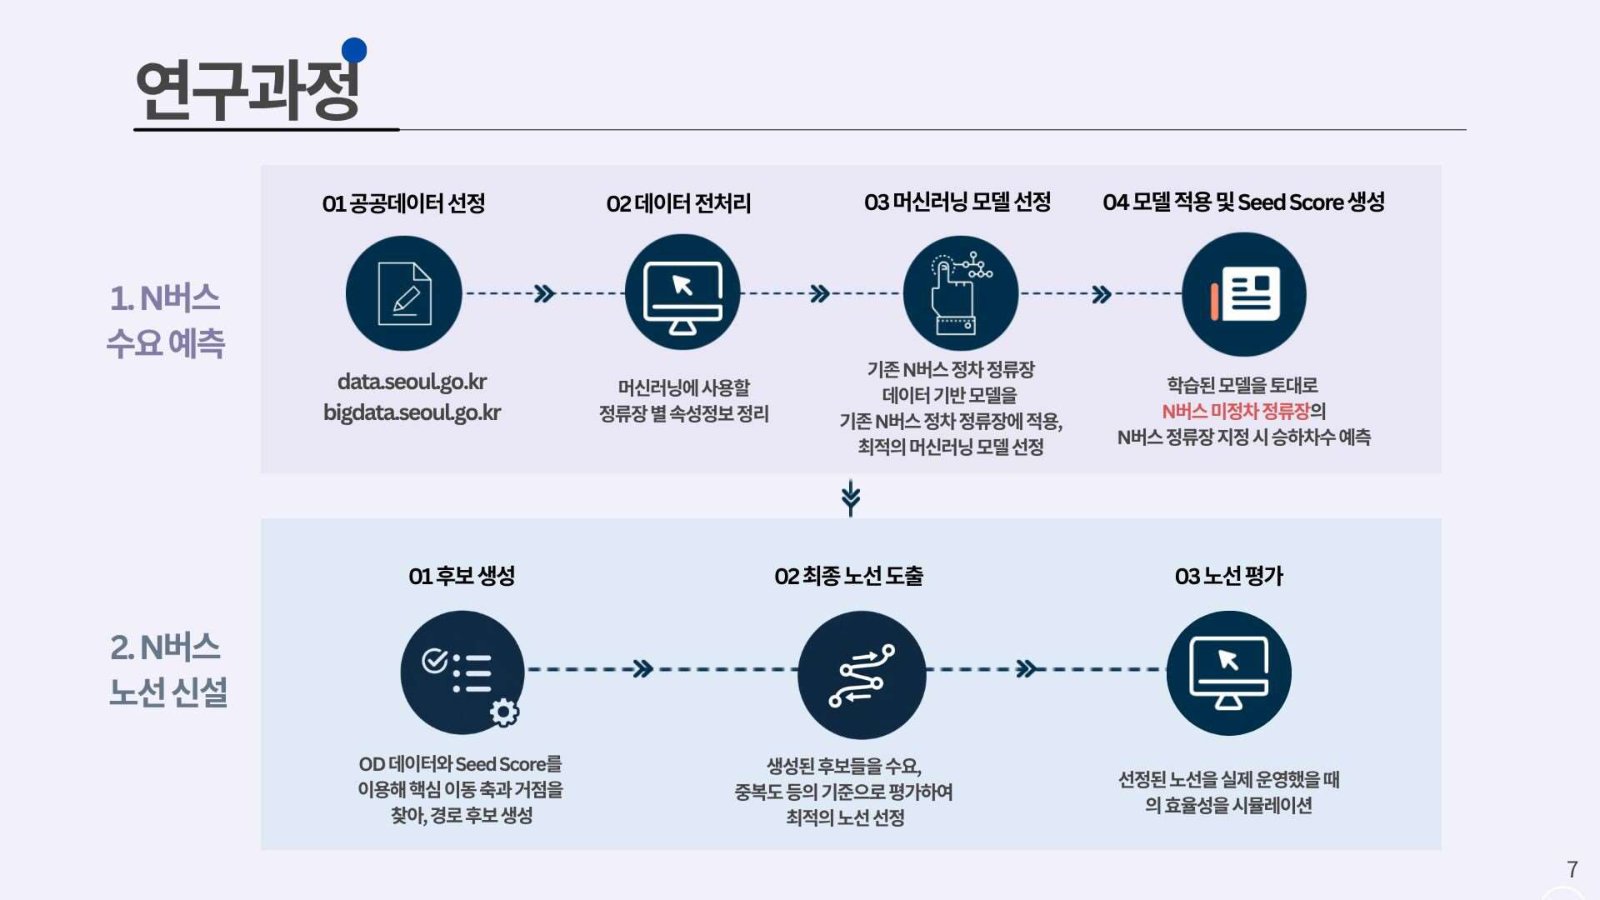 연구과정
1. N버스
수요 예측
01 공공데이터 선정
data.seoul.go.kr
bigdata.seoul.go.kr
02 데이터 전처리
머신러닝에 사용할
정류장 별 속성정보 정리
03 머신러닝 모델 선정
기존 N버스 정차 정류장
데이터 기반 모델을
기존 N버스 정차 정류장에 적용,
최적의 머신러닝 모델 선정
04 모델 적용 및 Seed Score 생성
학습된 모델을 토대로
N버스 미정차 정류장의
N버스 정류장 지정 시 승하차수 예측
2. N버스
노선 신설
01 후보 생성
OD 데이터와 Seed Score를
이용해 핵심 이동 축과 거점을
찾아, 경로 후보 생성
02 최종 노선 도출
생성된 후보들을 수요,
중복도 등의 기준으로 평가하여
최적의 노선 선정
03 노선 평가
선정된 노선을 실제 운영했을 때
의 효율성을 시뮬레이션
7